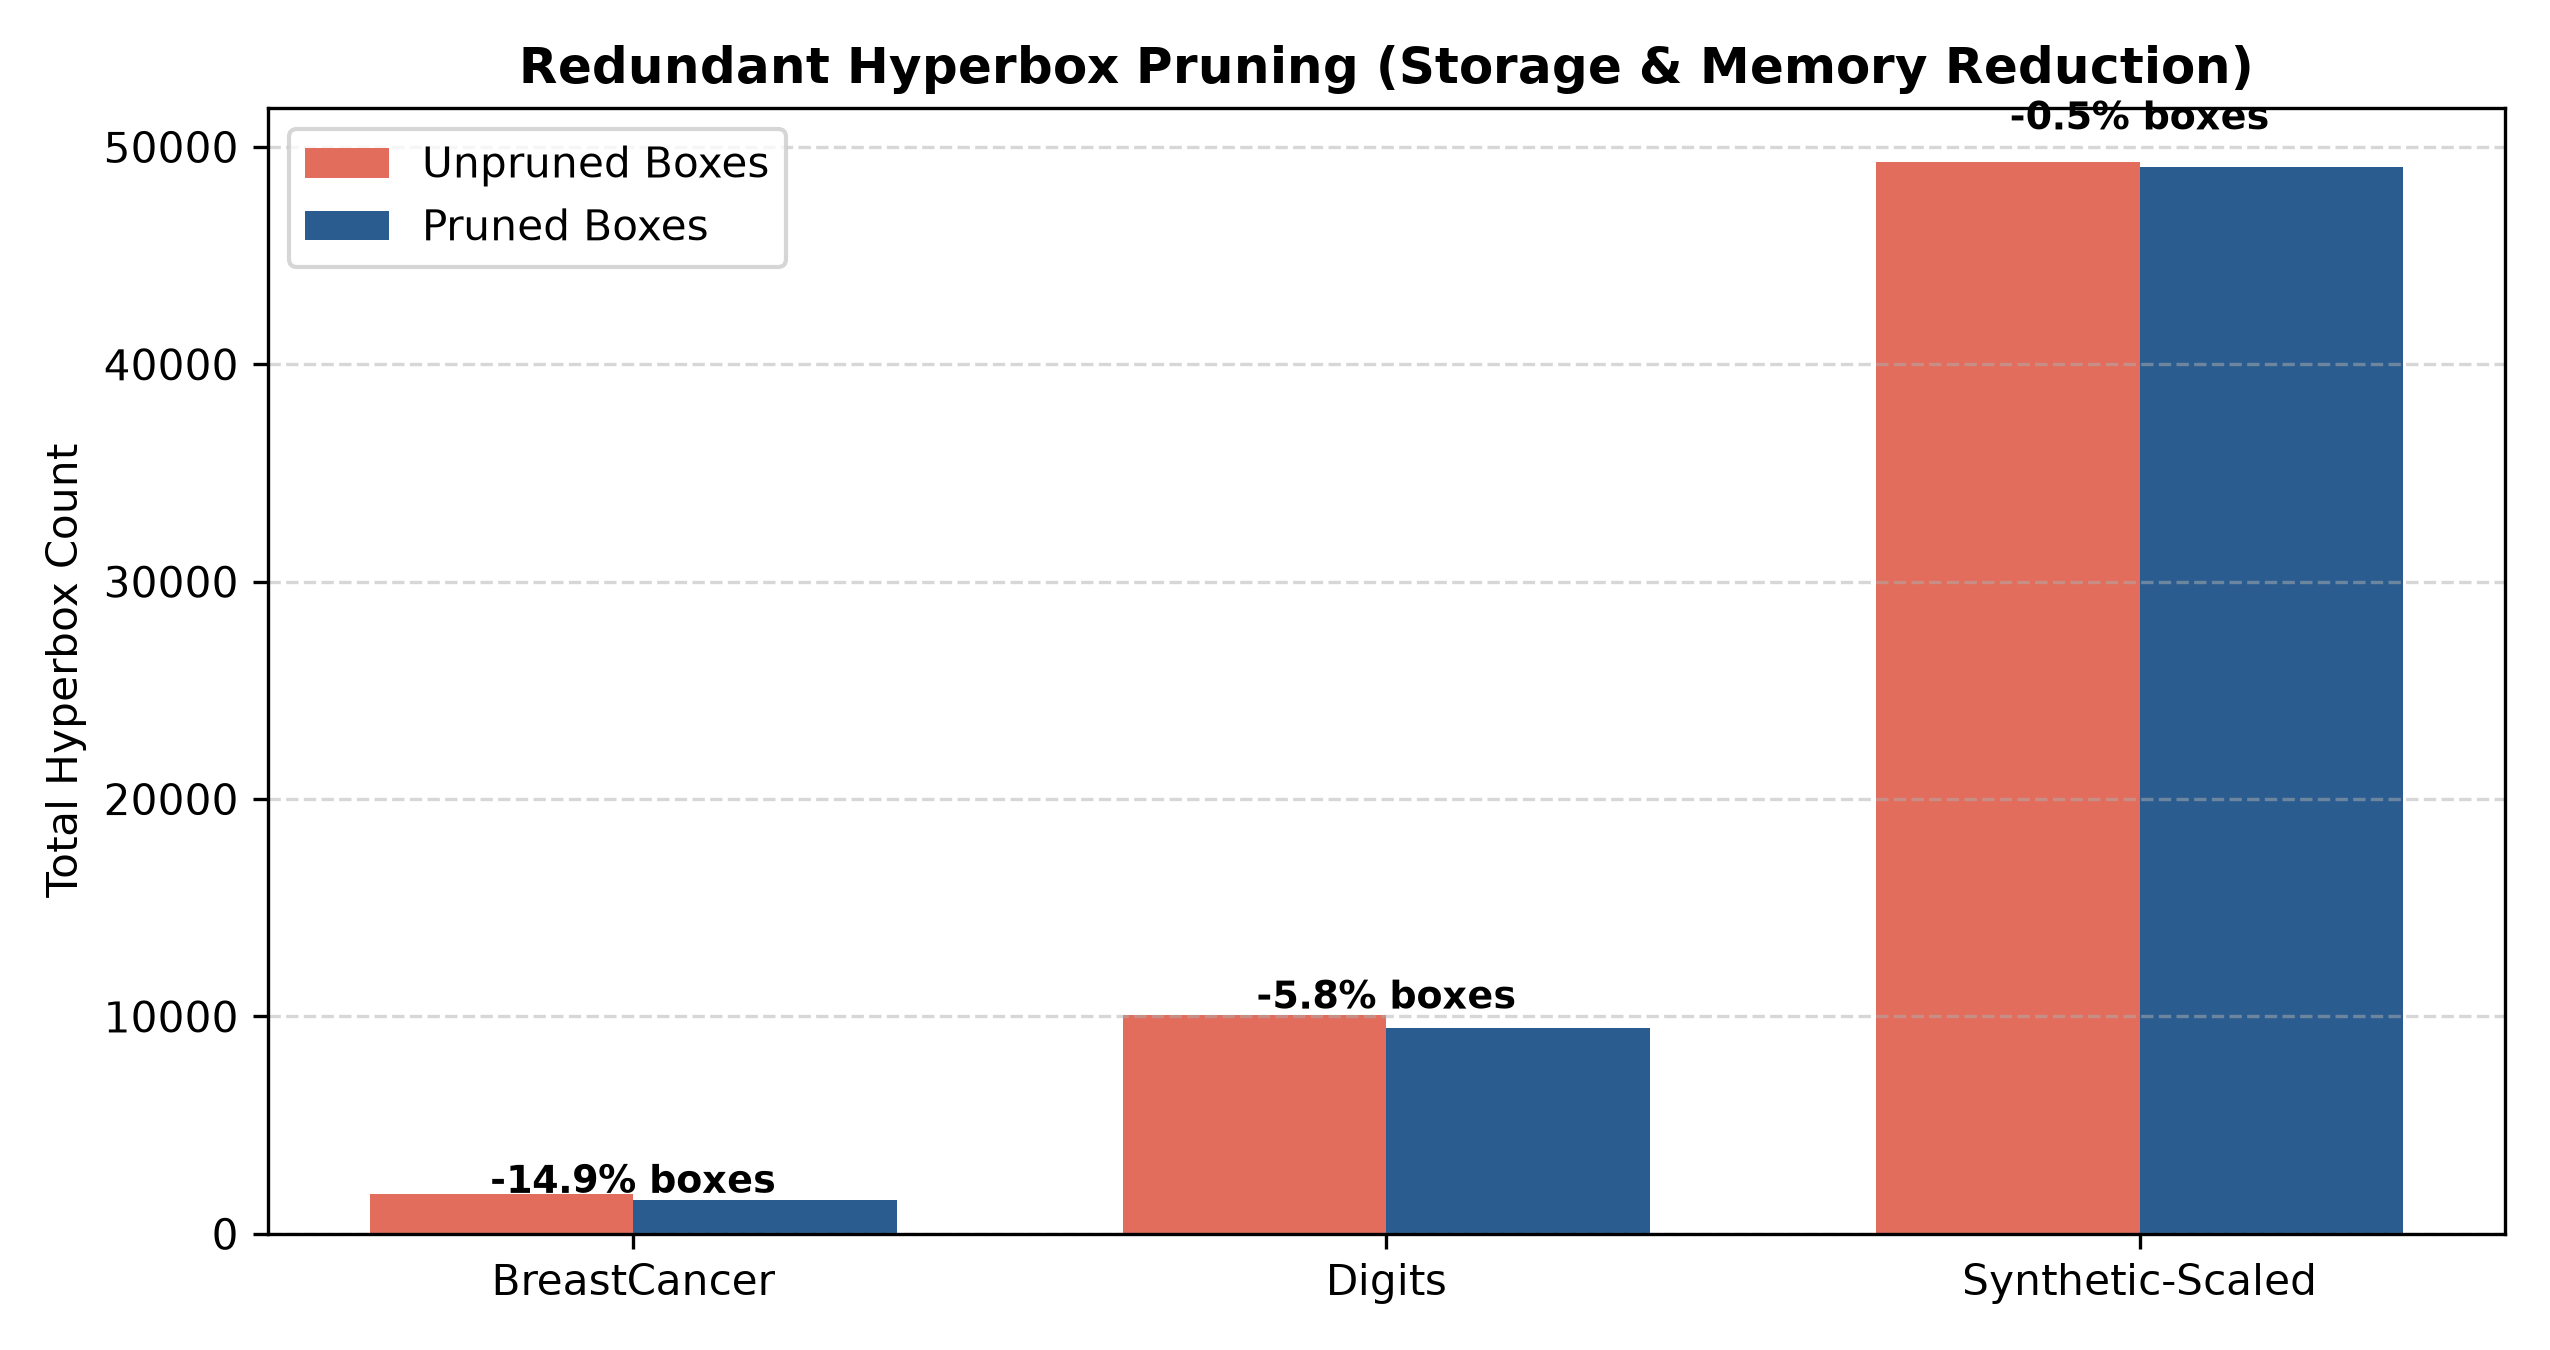 Redundant Hyperbox Pruning (Storage & Memory Reduction)
-0.5% boxes
Unpruned Boxes
Pruned Boxes
50000
40000
30000
20000
10000
0
Total Hyperbox Count
-5.8% boxes
-14.9% boxes
BreastCancer
Digits
Synthetic-Scaled